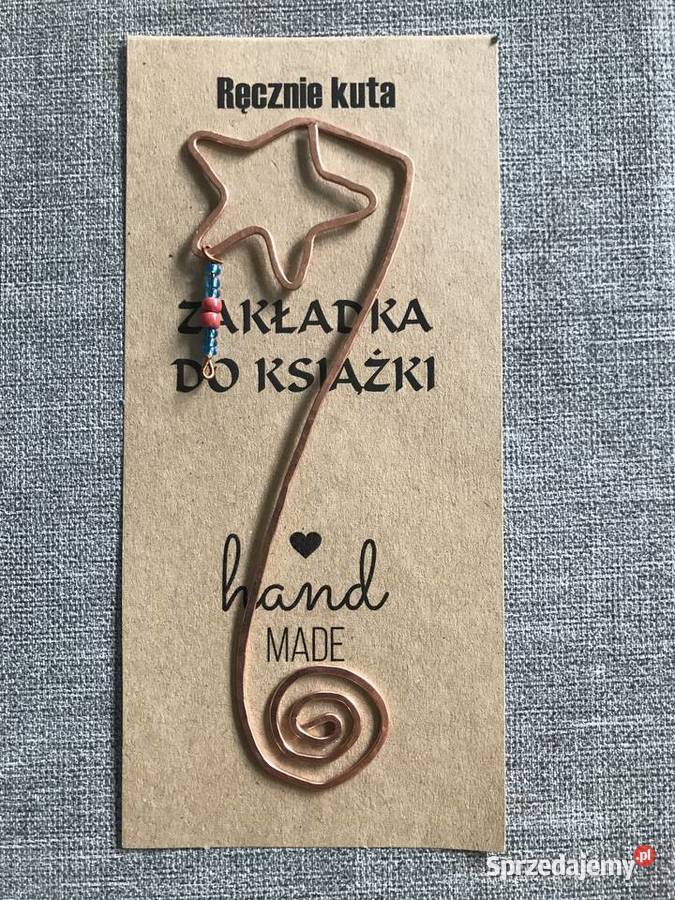 Ręcznie kuta
ZAKŁADKA
DO KSIĄŻKI
hand
MADE
Sprzedajemy.pl